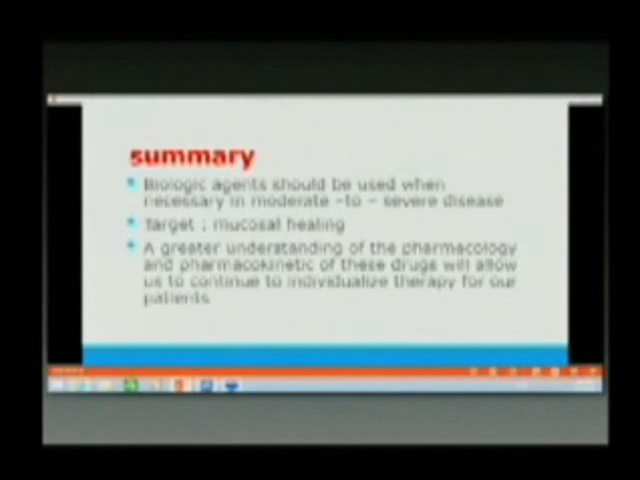 summary
Biologic agents should be used when
necessary in moderate -to - severe disease
Target : mucosal healing
A greater understanding of the pharmacology
and pharmacokinetic of these drugs will allow
us to continue to individualize therapy for our
patients